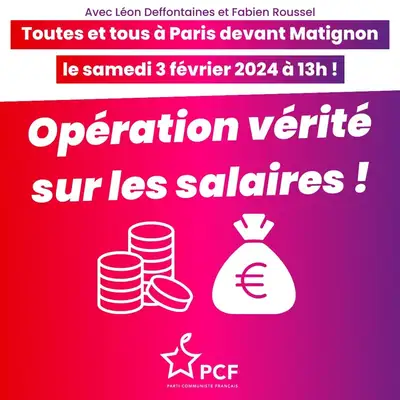 Avec Léon Deffontaines et Fabien Roussel
Toutes et tous à Paris devant Matignon
le samedi 3 février 2024 à 13h !
Opération vérité
sur les salaires !
€
PCF
PARTI COMMUNISTE FRANÇAIS